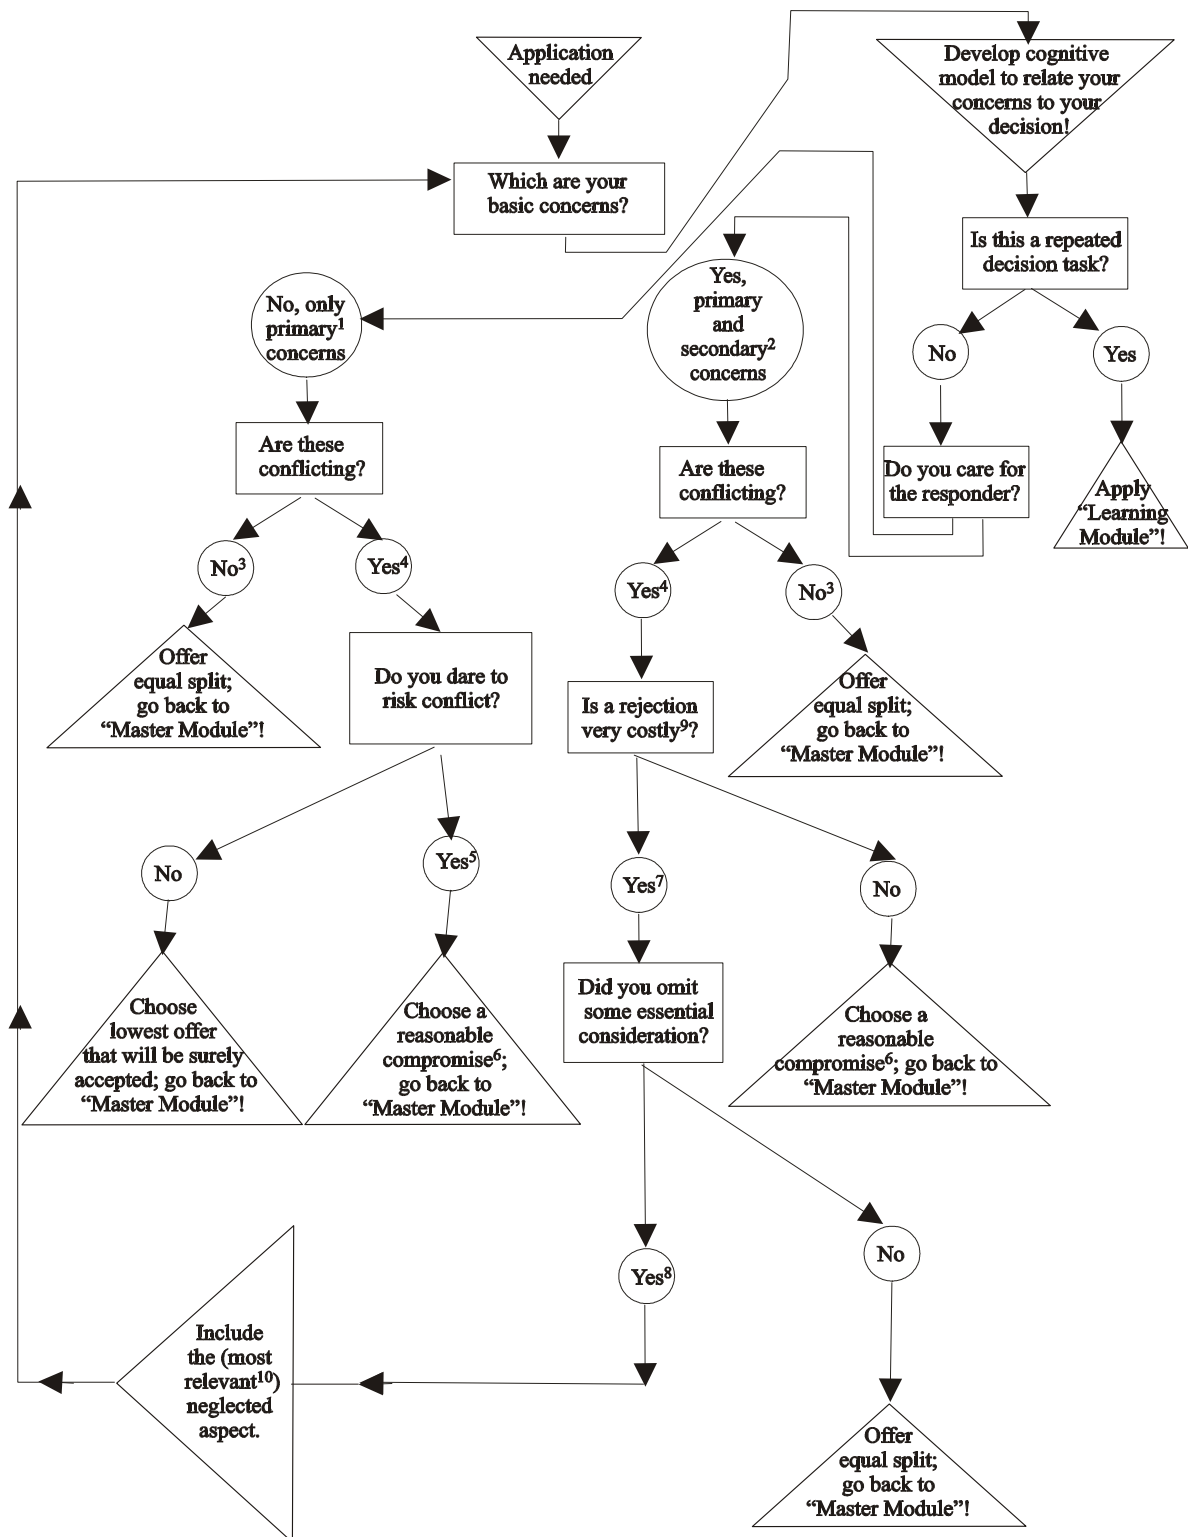 Application
needed
Develop cognitive
model to relate your
concerns to your
decision!
Which are your
basic concerns?
Is this a repeated
decision task?
No, only
primary¹
concerns
Yes,
primary
and
secondary²
concerns
No
Yes
Are these
conflicting?
Are these
conflicting?
Do you care for
the responder?
Apply
“Learning
Module”!
No³
Yes⁴
Yes⁴
No³
Offer
equal split;
go back to
“Master Module”!
Do you dare to
risk conflict?
Is a rejection
very costly⁹?
Offer
equal split;
go back to
“Master Module”!
No
Yes⁵
Yes⁷
No
Choose
lowest offer
that will be surely
accepted; go back to
“Master Module”!
Choose a
reasonable
compromise⁶;
go back to
“Master Module”!
Did you omit
some essential
consideration?
Choose a
reasonable
compromise⁶; go back to
“Master Module”!
Yes⁸
No
Include
the (most
relevant¹⁰)
neglected
aspect.
Offer
equal split;
go back to
“Master Module”!